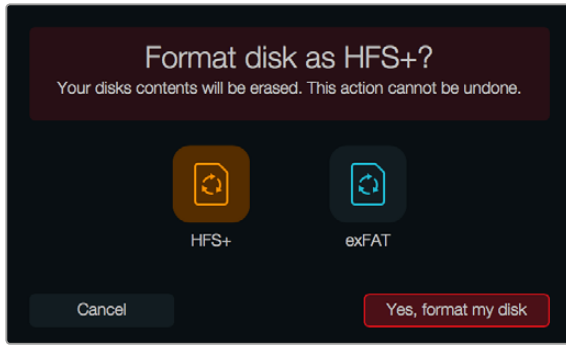 Format disk as HFS+?
Your disks contents will be erased. This action cannot be undone.
HFS+
exFAT
Cancel
Yes, format my disk